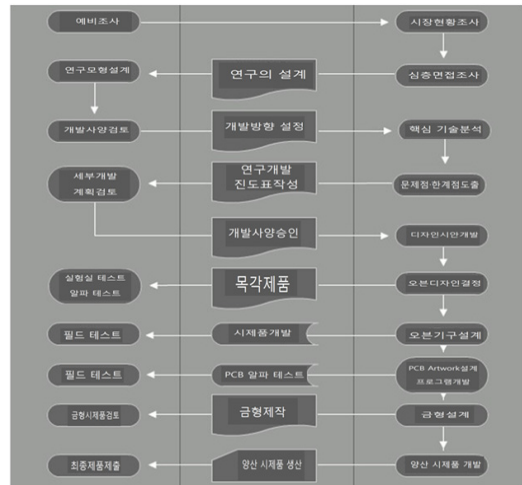 예비조사
시장현황조사
연구모형설계
연구의 설계
심층면접조사
개발사양검토
개발방향 설정
핵심 기술분석
세부개발
계획검토
연구개발
진도표작성
문제점·한계점도출
개발사양승인
디자인시안개발
실험실 테스트
알파 테스트
목각제품
오븐디자인결정
필드 테스트
시제품개발
오븐기구설계
필드 테스트
PCB 알파 테스트
PCB Artwork설계
프로그램개발
금형시제품검토
금형제작
금형설계
최종제품제출
양산 시제품 생산
양산 시제품 개발